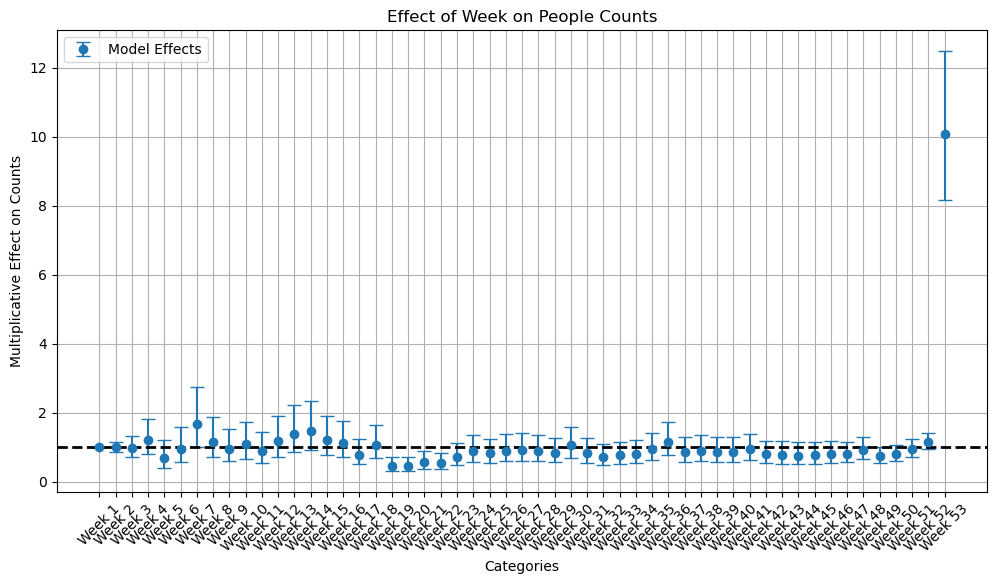 Effect of Week on People Counts
Model Effects
Multiplicative Effect on Counts
12
10
8
6
4
2
0
Week 1
Week 2
Week 3
Week 4
Week 5
Week 6
Week 7
Week 8
Week 9
Week 10
Week 11
Week 12
Week 13
Week 14
Week 15
Week 16
Week 17
Week 18
Week 19
Week 20
Week 21
Week 22
Week 23
Week 24
Week 25
Week 26
Week 27
Week 28
Week 29
Week 30
Week 31
Week 32
Week 33
Week 34
Week 35
Week 36
Week 37
Week 38
Week 39
Week 40
Week 41
Week 42
Week 43
Week 44
Week 45
Week 46
Week 47
Week 48
Week 49
Week 50
Week 51
Week 52
Week 53
Categories